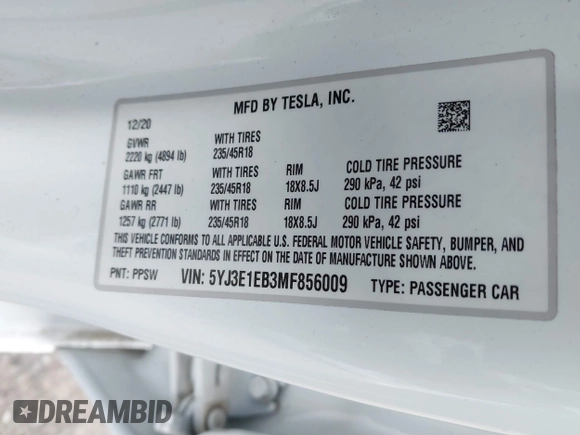 MFD BY TESLA, INC.
12/20
GVWR WITH TIRES
2220 kg (4894 lb) 235/45R18
GAWR FRT WITH TIRES RIM COLD TIRE PRESSURE
1110 kg (2447 lb) 235/45R18 18X8.5J 290 kPa, 42 psi
GAWR RR WITH TIRES RIM COLD TIRE PRESSURE
1257 kg (2771 lb) 235/45R18 18X8.5J 290 kPa, 42 psi
THIS VEHICLE CONFORMS TO ALL APPLICABLE U.S. FEDERAL MOTOR VEHICLE SAFETY, BUMPER, AND
THEFT PREVENTION STANDARDS IN EFFECT ON THE DATE OF MANUFACTURE SHOWN ABOVE.
PNT: PPSW VIN: 5YJ3E1EB3MF856009 TYPE: PASSENGER CAR
DREAMBID